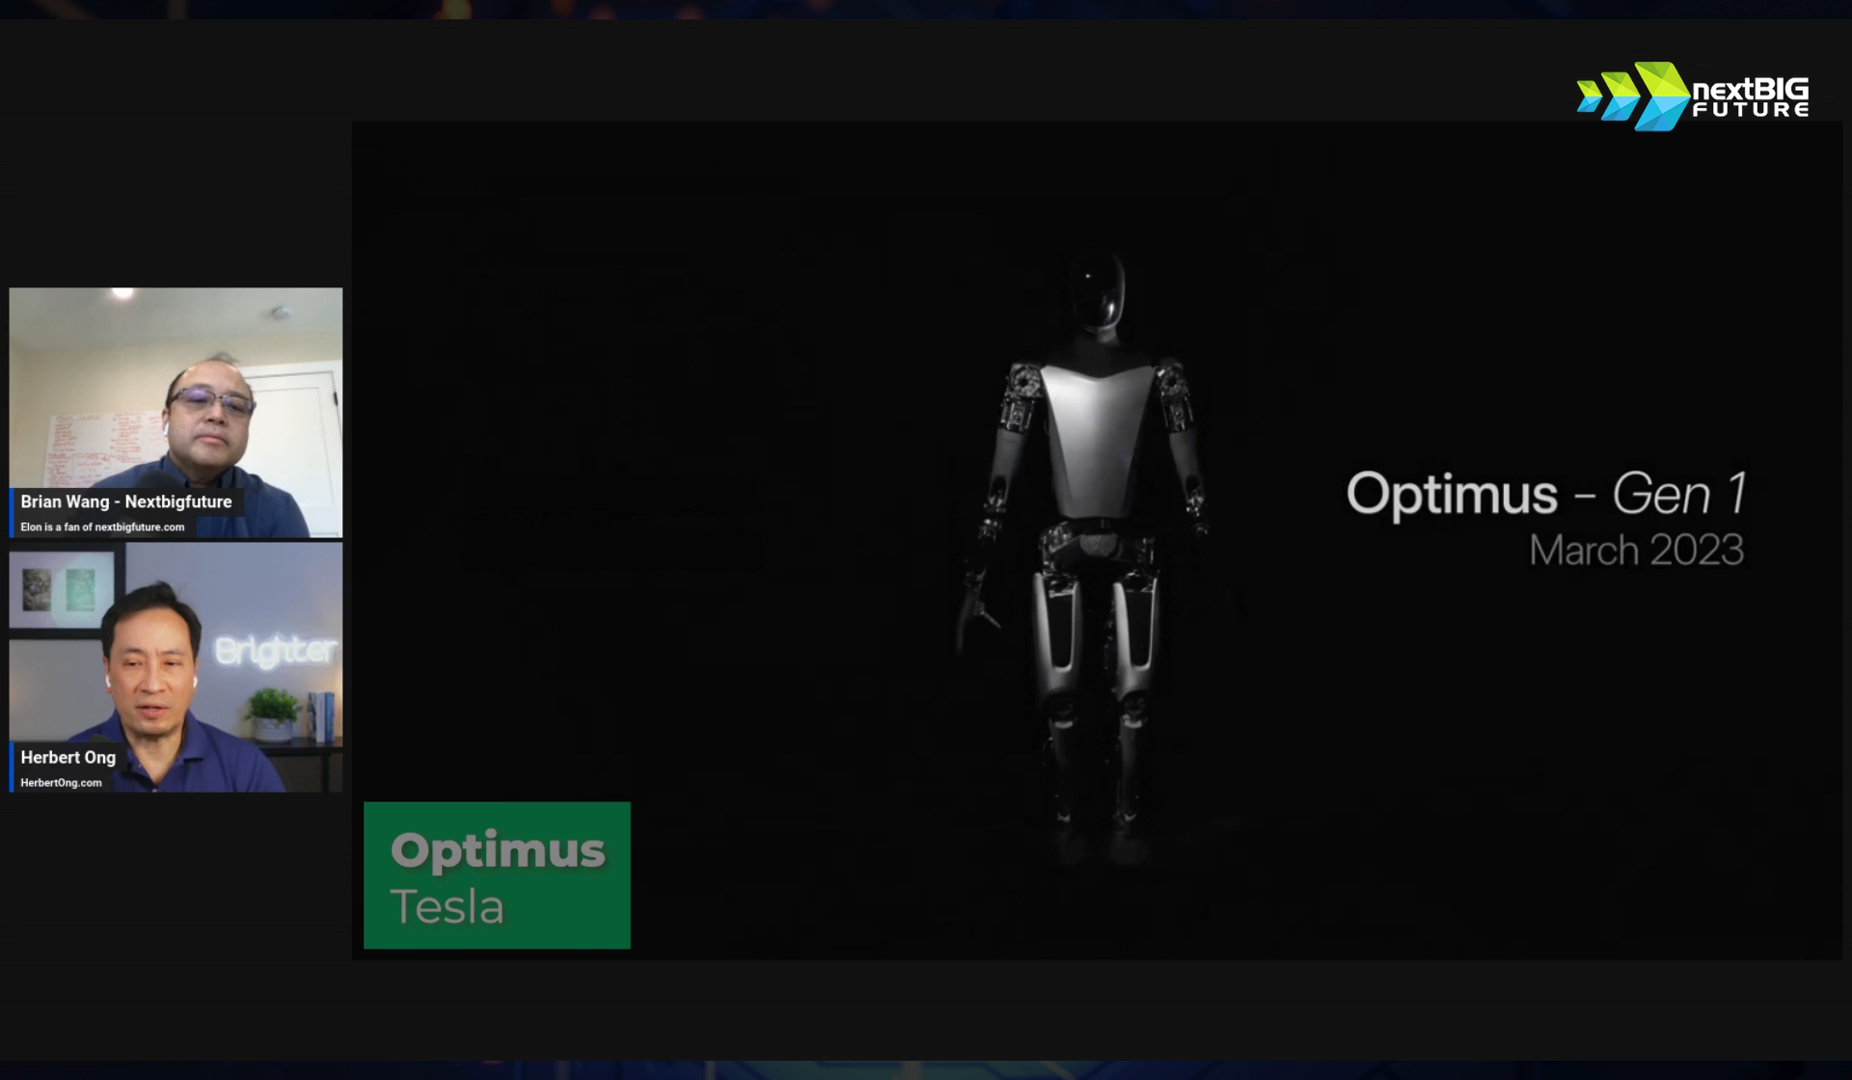 nextBIG
FUTURE
Brian Wang - Nextbigfuture
Elon is a fan of nextbigfuture.com
Brighter
Herbert Ong
HerbertOng.com
Optimus - Gen 1
March 2023
Optimus
Tesla